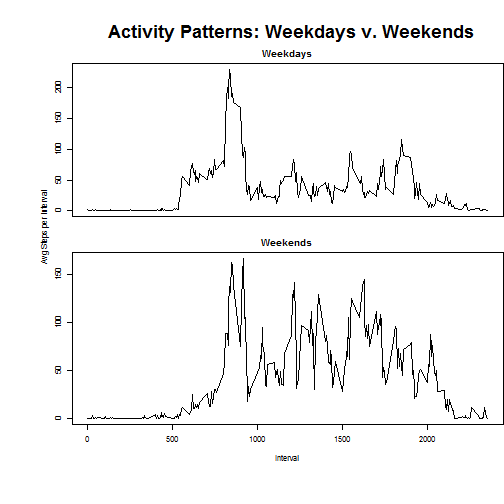 Activity Patterns: Weekdays v. Weekends
Weekdays
200
150
100
50
0
Avg Steps per Interval
Weekends
150
100
50
0
0 500 1000 1500 2000
Interval